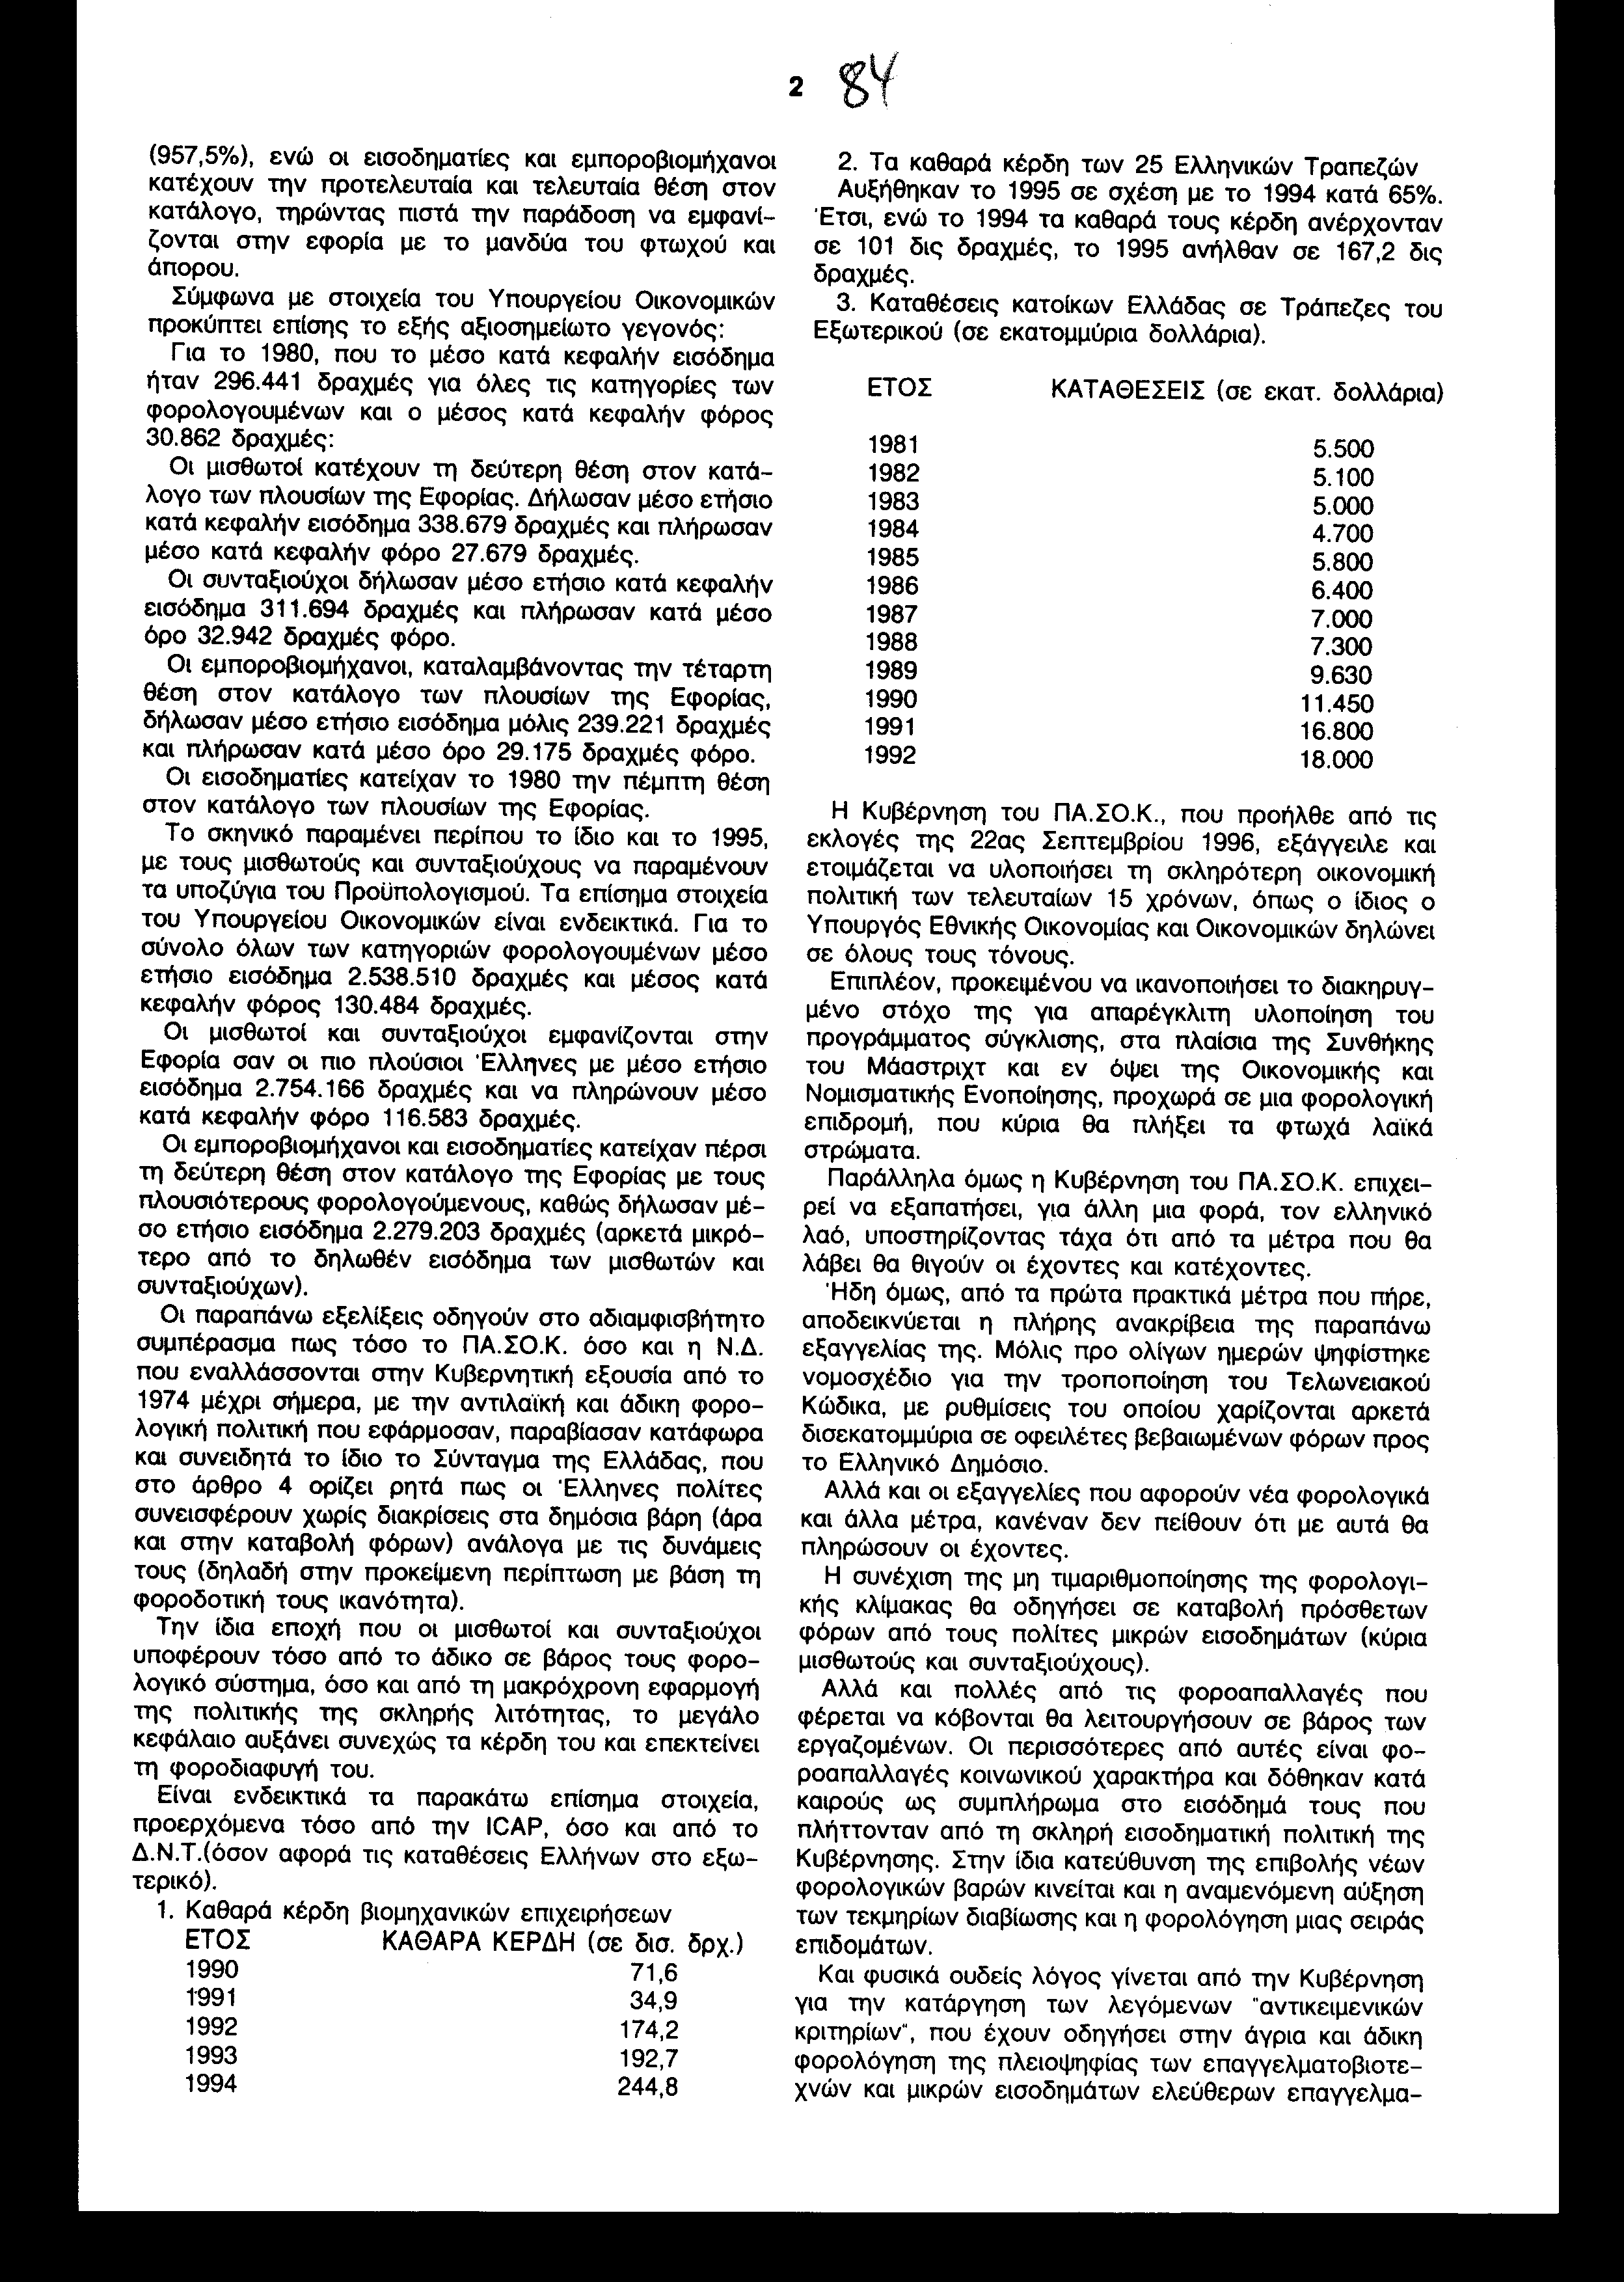 2 84
(957,5%), ενώ οι εισοδηματίες και εμποροβιομήχανοι
κατέχουν την προτελευταία και τελευταία θέση στον
κατάλογο, τηρώντας πιστά την παράδοση να εμφανί-
ζονται στην εφορία με το μανδύα του φτωχού και
άπορου.
Σύμφωνα με στοιχεία του Υπουργείου Οικονομικών
προκύπτει επίσης το εξής αξιοσημείωτο γεγονός:
Για το 1980, που το μέσο κατά κεφαλήν εισόδημα
ήταν 296.441 δραχμές για όλες τις κατηγορίες των
φορολογουμένων και ο μέσος κατά κεφαλήν φόρος
30.862 δραχμές:
Οι μισθωτοί κατέχουν τη δεύτερη θέση στον κατά-
λογο των πλουσίων της Εφορίας. Δήλωσαν μέσο ετήσιο
κατά κεφαλήν εισόδημα 338.679 δραχμές και πλήρωσαν
μέσο κατά κεφαλήν φόρο 27.679 δραχμές.
Οι συνταξιούχοι δήλωσαν μέσο ετήσιο κατά κεφαλήν
εισόδημα 311.694 δραχμές και πλήρωσαν κατά μέσο
όρο 32.942 δραχμές φόρο.
Οι εμποροβιομήχανοι, καταλαμβάνοντας την τέταρτη
θέση στον κατάλογο των πλουσίων της Εφορίας,
δήλωσαν μέσο ετήσιο εισόδημα μόλις 239.221 δραχμές
και πλήρωσαν κατά μέσο όρο 29.175 δραχμές φόρο.
Οι εισοδηματίες κατείχαν το 1980 την πέμπτη θέση
στον κατάλογο των πλουσίων της Εφορίας.
Το σκηνικό παραμένει περίπου το ίδιο και το 1995,
με τους μισθωτούς και συνταξιούχους να παραμένουν
τα υποζύγια του Προϋπολογισμού. Τα επίσημα στοιχεία
του Υπουργείου Οικονομικών είναι ενδεικτικά. Για το
σύνολο όλων των κατηγοριών φορολογουμένων μέσο
ετήσιο εισόδημα 2.538.510 δραχμές και μέσος κατά
κεφαλήν φόρος 130.484 δραχμές.
Οι μισθωτοί και συνταξιούχοι εμφανίζονται στην
Εφορία σαν οι πιο πλούσιοι Έλληνες με μέσο ετήσιο
εισόδημα 2.754.166 δραχμές και να πληρώνουν μέσο
κατά κεφαλήν φόρο 116.583 δραχμές.
Οι εμποροβιομήχανοι και εισοδηματίες κατείχαν πέρσι
τη δεύτερη θέση στον κατάλογο της Εφορίας με τους
πλουσιότερους φορολογούμενους, καθώς δήλωσαν μέ-
σο ετήσιο εισόδημα 2.279.203 δραχμές (αρκετά μικρό-
τερο από το δηλωθέν εισόδημα των μισθωτών και
συνταξιούχων).
Οι παραπάνω εξελίξεις οδηγούν στο αδιαμφισβήτητο
συμπέρασμα πως τόσο το ΠΑ.ΣΟ.Κ. όσο και η Ν.Δ.
που εναλλάσσονται στην Κυβερνητική εξουσία από το
1974 μέχρι σήμερα, με την αντιλαϊκή και άδικη φορο-
λογική πολιτική που εφάρμοσαν, παραβίασαν κατάφωρα
και συνειδητά το ίδιο το Σύνταγμα της Ελλάδας, που
στο άρθρο 4 ορίζει ρητά πως οι Έλληνες πολίτες
συνεισφέρουν χωρίς διακρίσεις στα δημόσια βάρη (άρα
και στην καταβολή φόρων) ανάλογα με τις δυνάμεις
τους (δηλαδή στην προκείμενη περίπτωση με βάση τη
φοροδοτική τους ικανότητα).
Την ίδια εποχή που οι μισθωτοί και συνταξιούχοι
υποφέρουν τόσο από το άδικο σε βάρος τους φορο-
λογικό σύστημα, όσο και από τη μακρόχρονη εφαρμογή
της πολιτικής της σκληρής λιτότητας, το μεγάλο
κεφάλαιο αυξάνει συνεχώς τα κέρδη του και επεκτείνει
τη φοροδιαφυγή του.
Είναι ενδεικτικά τα παρακάτω επίσημα στοιχεία,
προερχόμενα τόσο από την ICAP, όσο και από το
Δ.Ν.Τ.(όσον αφορά τις καταθέσεις Ελλήνων στο εξω-
τερικό).
1. Καθαρά κέρδη βιομηχανικών επιχειρήσεων
ΕΤΟΣ ΚΑΘΑΡΑ ΚΕΡΔΗ (σε δισ. δρχ.)
1990 71,6
1991 34,9
1992 174,2
1993 192,7
1994 244,8
2. Τα καθαρά κέρδη των 25 Ελληνικών Τραπεζών
Αυξήθηκαν το 1995 σε σχέση με το 1994 κατά 65%.
Έτσι, ενώ το 1994 τα καθαρά τους κέρδη ανέρχονταν
σε 101 δις δραχμές, το 1995 ανήλθαν σε 167,2 δις
δραχμές.
3. Καταθέσεις κατοίκων Ελλάδας σε Τράπεζες του
Εξωτερικού (σε εκατομμύρια δολλάρια).
ΕΤΟΣ ΚΑΤΑΘΕΣΕΙΣ (σε εκατ. δολλάρια)
1981 5.500
1982 5.100
1983 5.000
1984 4.700
1985 5.800
1986 6.400
1987 7.000
1988 7.300
1989 9.630
1990 11.450
1991 16.800
1992 18.000
Η Κυβέρνηση του ΠΑ.ΣΟ.Κ., που προήλθε από τις
εκλογές της 22ας Σεπτεμβρίου 1996, εξάγγειλε και
ετοιμάζεται να υλοποιήσει τη σκληρότερη οικονομική
πολιτική των τελευταίων 15 χρόνων, όπως ο ίδιος ο
Υπουργός Εθνικής Οικονομίας και Οικονομικών δηλώνει
σε όλους τους τόνους.
Επιπλέον, προκειμένου να ικανοποιήσει το διακηρυγ-
μένο στόχο της για απαρέγκλιτη υλοποίηση του
προγράμματος σύγκλισης, στα πλαίσια της Συνθήκης
του Μάαστριχτ και εν όψει της Οικονομικής και
Νομισματικής Ενοποίησης, προχωρά σε μια φορολογική
επιδρομή, που κύρια θα πλήξει τα φτωχά λαϊκά
στρώματα.
Παράλληλα όμως η Κυβέρνηση του ΠΑ.ΣΟ.Κ. επιχει-
ρεί να εξαπατήσει, για άλλη μια φορά, τον ελληνικό
λαό, υποστηρίζοντας τάχα ότι από τα μέτρα που θα
λάβει θα θιγούν οι έχοντες και κατέχοντες.
Ήδη όμως, από τα πρώτα πρακτικά μέτρα που πήρε,
αποδεικνύεται η πλήρης ανακρίβεια της παραπάνω
εξαγγελίας της. Μόλις προ ολίγων ημερών ψηφίστηκε
νομοσχέδιο για την τροποποίηση του Τελωνειακού
Κώδικα, με ρυθμίσεις του οποίου χαρίζονται αρκετά
δισεκατομμύρια σε οφειλέτες βεβαιωμένων φόρων προς
το Ελληνικό Δημόσιο.
Αλλά και οι εξαγγελίες που αφορούν νέα φορολογικά
και άλλα μέτρα, κανέναν δεν πείθουν ότι με αυτά θα
πληρώσουν οι έχοντες.
Η συνέχιση της μη τιμαριθμοποίησης της φορολογι-
κής κλίμακας θα οδηγήσει σε καταβολή πρόσθετων
φόρων από τους πολίτες μικρών εισοδημάτων (κύρια
μισθωτούς και συνταξιούχους).
Αλλά και πολλές από τις φοροαπαλλαγές που
φέρεται να κόβονται θα λειτουργήσουν σε βάρος των
εργαζομένων. Οι περισσότερες από αυτές είναι φο-
ροαπαλλαγές κοινωνικού χαρακτήρα και δόθηκαν κατά
καιρούς ως συμπλήρωμα στο εισόδημά τους που
πλήττονταν από τη σκληρή εισοδηματική πολιτική της
Κυβέρνησης. Στην ίδια κατεύθυνση της επιβολής νέων
φορολογικών βαρών κινείται και η αναμενόμενη αύξηση
των τεκμηρίων διαβίωσης και η φορολόγηση μιας σειράς
επιδομάτων.
Και φυσικά ουδείς λόγος γίνεται από την Κυβέρνηση
για την κατάργηση των λεγόμενων "αντικειμενικών
κριτηρίων", που έχουν οδηγήσει στην άγρια και άδικη
φορολόγηση της πλειοψηφίας των επαγγελματοβιοτε-
χνών και μικρών εισοδημάτων ελεύθερων επαγγελμα-